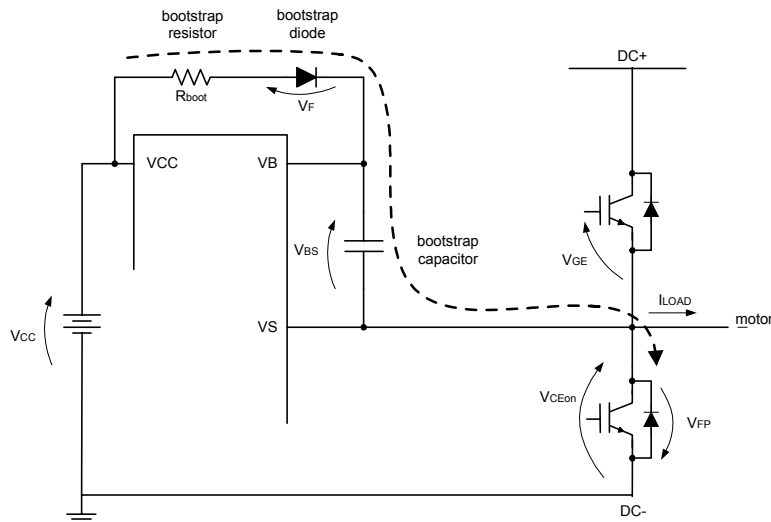 bootstrap
resistor
bootstrap
diode
DC+
Rboot
VF
VCC
VB
VBS
bootstrap
capacitor
VGE
ILOAD
VCC
VS
motor
VCEon
VFP
DC-